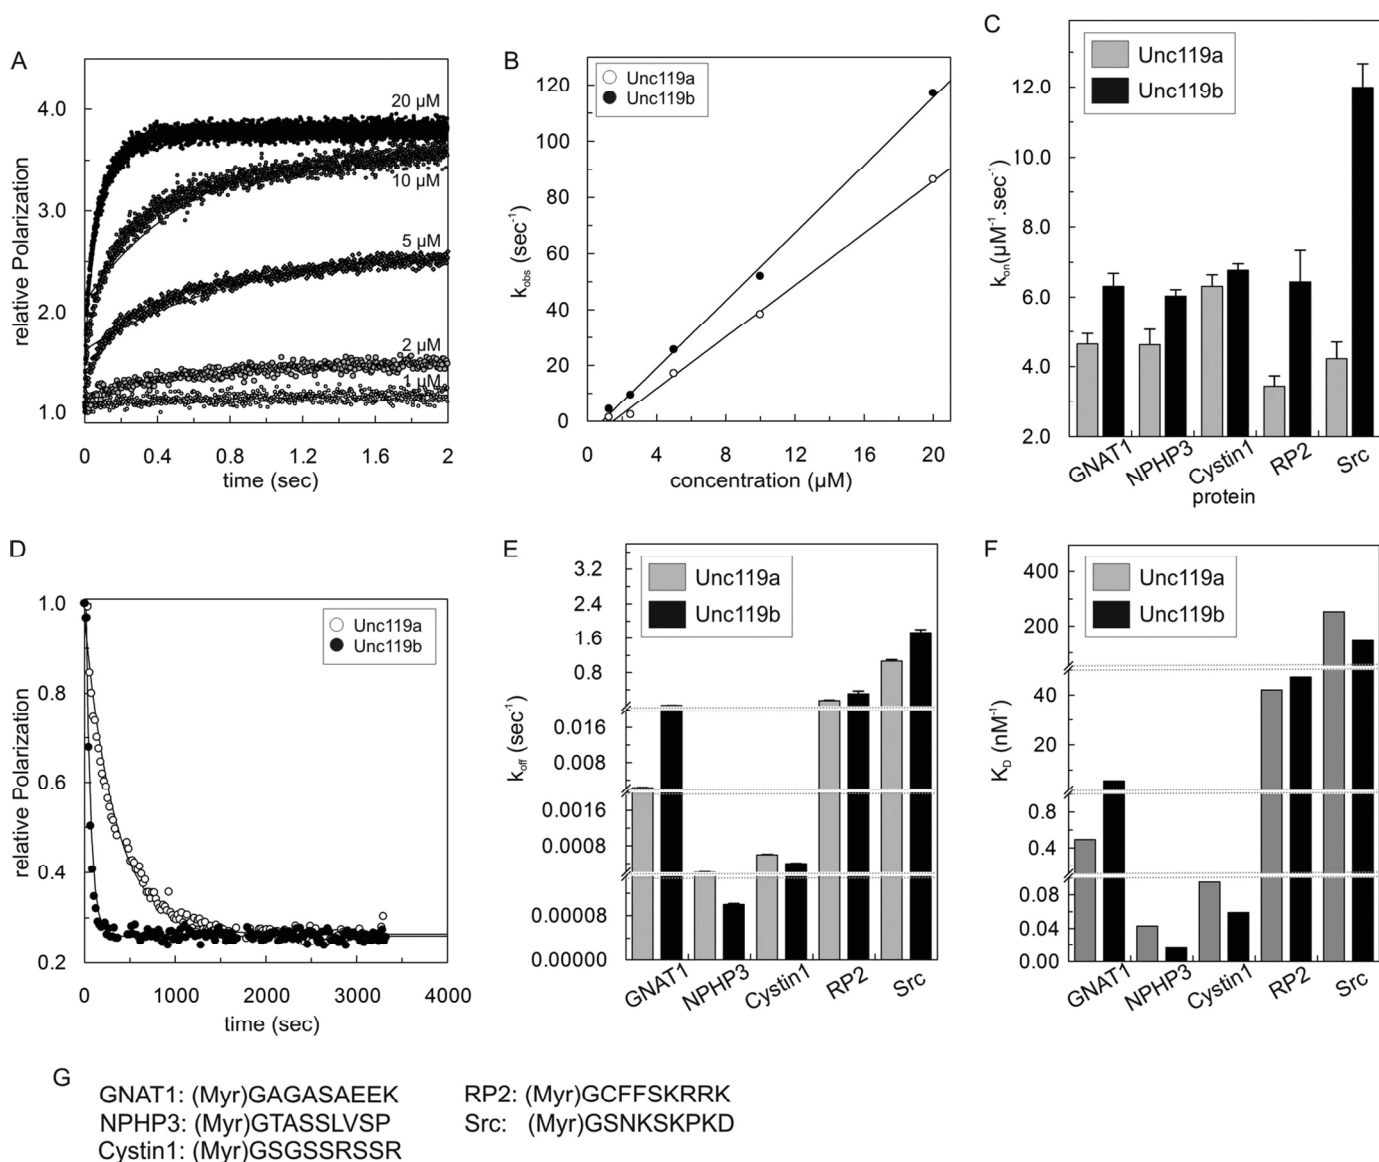 A
4.0
3.0
2.0
1.0
20 µM
10 µM
5 µM
2 µM
1 µM
relative Polarization
0 0.4 0.8 1.2 1.6 2
time (sec)
B
Unc119a
Unc119b
120
100
80
60
40
20
0
k_obs (sec⁻¹)
0 4 8 12 16 20
concentration (µM)
C
Unc119a
Unc119b
12.0
12.0
10.0
8.0
6.0
4.0
2.0
k_on(µM⁻¹.sec⁻¹)
GNAT1 NPHP3 Cystin1 RP2 Src
protein
D
1.0
0.8
0.6
0.4
0.2
relative Polarization
Unc119a
Unc119b
0 1000 2000 3000 4000
time (sec)
E
Unc119a
Unc119b
3.2
2.4
1.6
0.8
0.016
0.008
0.0016
0.0008
0.00008
0.00000
k_off (sec⁻¹)
GNAT1 NPHP3 Cystin1 RP2 Src
F
Unc119a
Unc119b
400
200
40
20
0.8
0.4
0.08
0.04
0.00
K_D (nM⁻¹)
GNAT1 NPHP3 Cystin1 RP2 Src
G
GNAT1: (Myr)GAGASAEEK
NPHP3: (Myr)GTASSLVSP
Cystin1: (Myr)GSGSSRSSR
RP2: (Myr)GCFFSKRRK
Src: (Myr)GSNKSKPKD